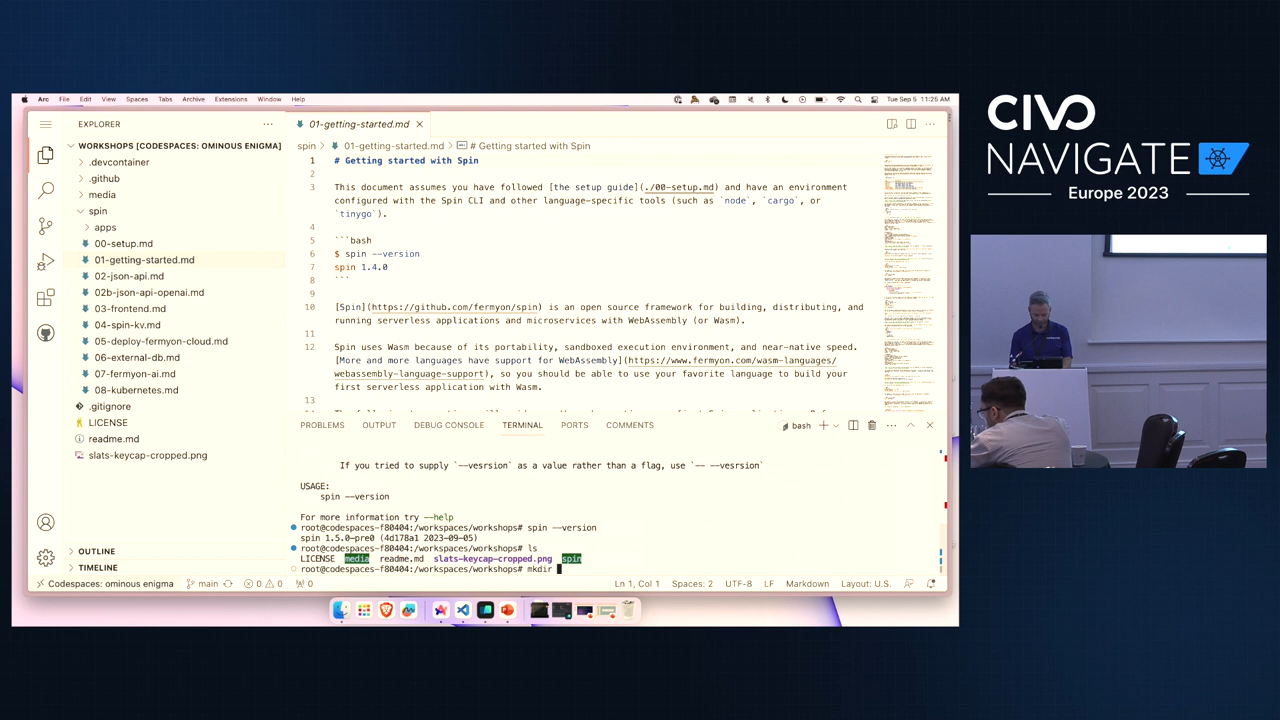 Arc File Edit View Spaces Tabs Archive Extensions Window Help
Tue Sep 5 11:25 AM
EXPLORER
01-getting-started.md
WORKSHOPS [CODESPACES: OMINOUS ENIGMA]
spin > 01-getting-started.md > # Getting started with Spin
.devcontainer
.github
media
spin
apps
00-setup.md
01-getting-started.md
02-json-api.md
03-frontend.md
04-spin-kv.md
05-deploy-fermyon-cloud.md
06-external-db.md
07-fermyon-ai.md
.gitignore
LICENSE
readme.md
slats-keycap-cropped.png
OUTLINE
TIMELINE
1 # Getting started with Spin
2
3 This document assumes you have followed [the setup guide](./00-setup.md) and have an environment
configured with the
and other language-specific
such as `node`, `cargo`,
`tinygo`).
4
5 ```bash
6 $ spin --version
7 spin 1.4.0
8 ```
9
10 [Spin](https://github.com/fermyon/spin) is an open source framework for building, distributing, and
11 running serverless applications and microservices with WebAssembly (or Wasm).
12 Spin uses Wasm because of its portability, sandboxed execution environment, and near-native speed.
[More and more languages have support for WebAssembly](https://www.fermyon.com/wasm-languages/
webassembly-language-support), so you should be able to use your favorite language to build your
first serverless application with Wasm.
13
PROBLEMS OUTPUT DEBUG CONSOLE TERMINAL PORTS COMMENTS
bash
If you tried to supply `--vesrsion` as a value rather than a flag, use `-- --vesrsion`
USAGE:
spin --version
For more information try --help
root@codespaces-f80404:/workspaces/workshops# spin --version
spin 1.5.0-pre0 (4d178a1 2023-09-05)
root@codespaces-f80404:/workspaces/workshops# ls
LICENSE media readme.md slats-keycap-cropped.png spin
root@codespaces-f80404:/workspaces/workshops# mkdir
Codespaces: ominous enigma main 0 0 0
Ln 1, Col 1 Spaces: 2 UTF-8 LF Markdown Layout: U.S.
CIVO
NAVIGATE
Europe 2023